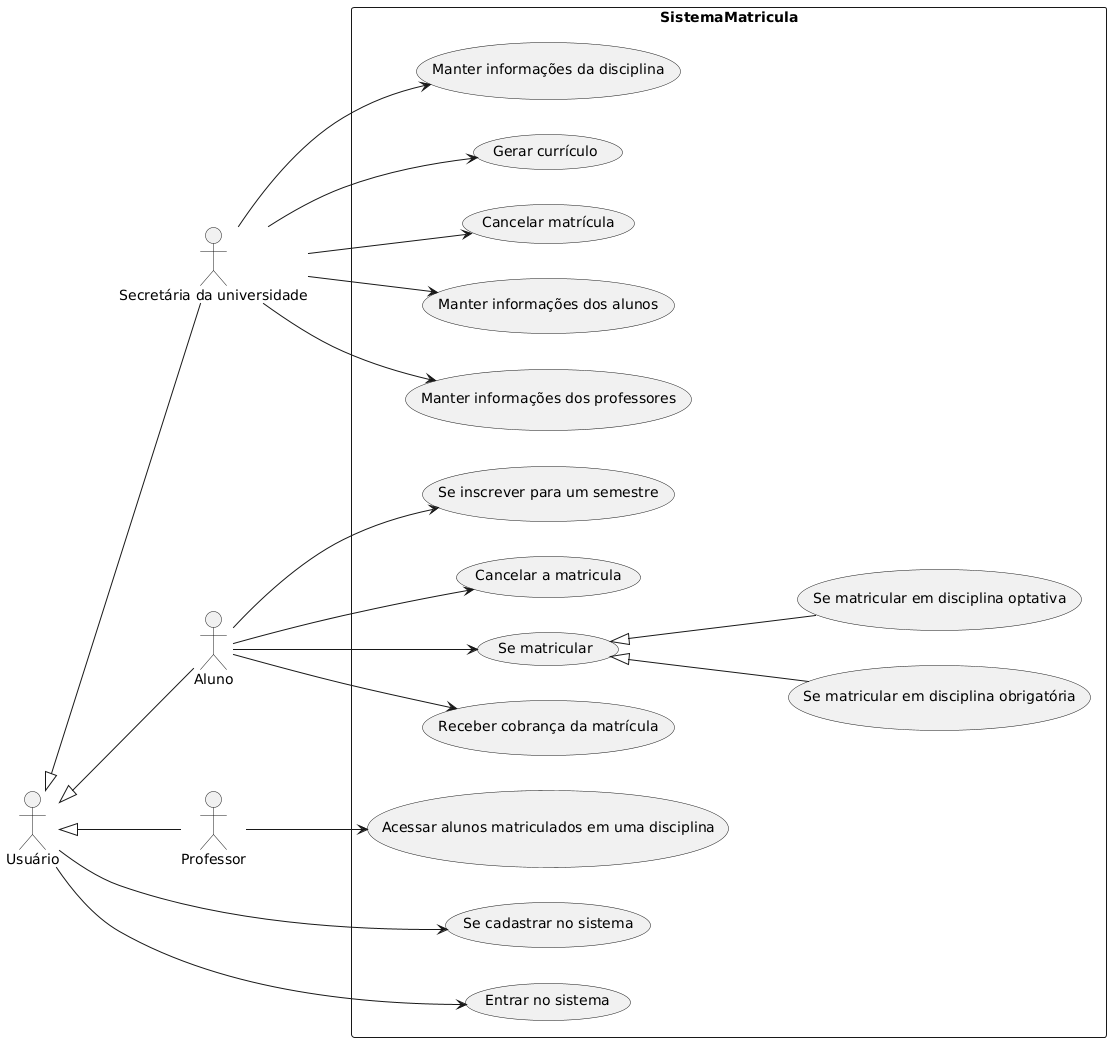 SistemaMatricula
Manter informações da disciplina
Gerar currículo
Cancelar matrícula
Secretária da universidade
Manter informações dos alunos
Manter informações dos professores
Se inscrever para um semestre
Cancelar a matricula
Se matricular em disciplina optativa
Se matricular
Aluno
Se matricular em disciplina obrigatória
Receber cobrança da matrícula
Acessar alunos matriculados em uma disciplina
Usuário
Professor
Se cadastrar no sistema
Entrar no sistema